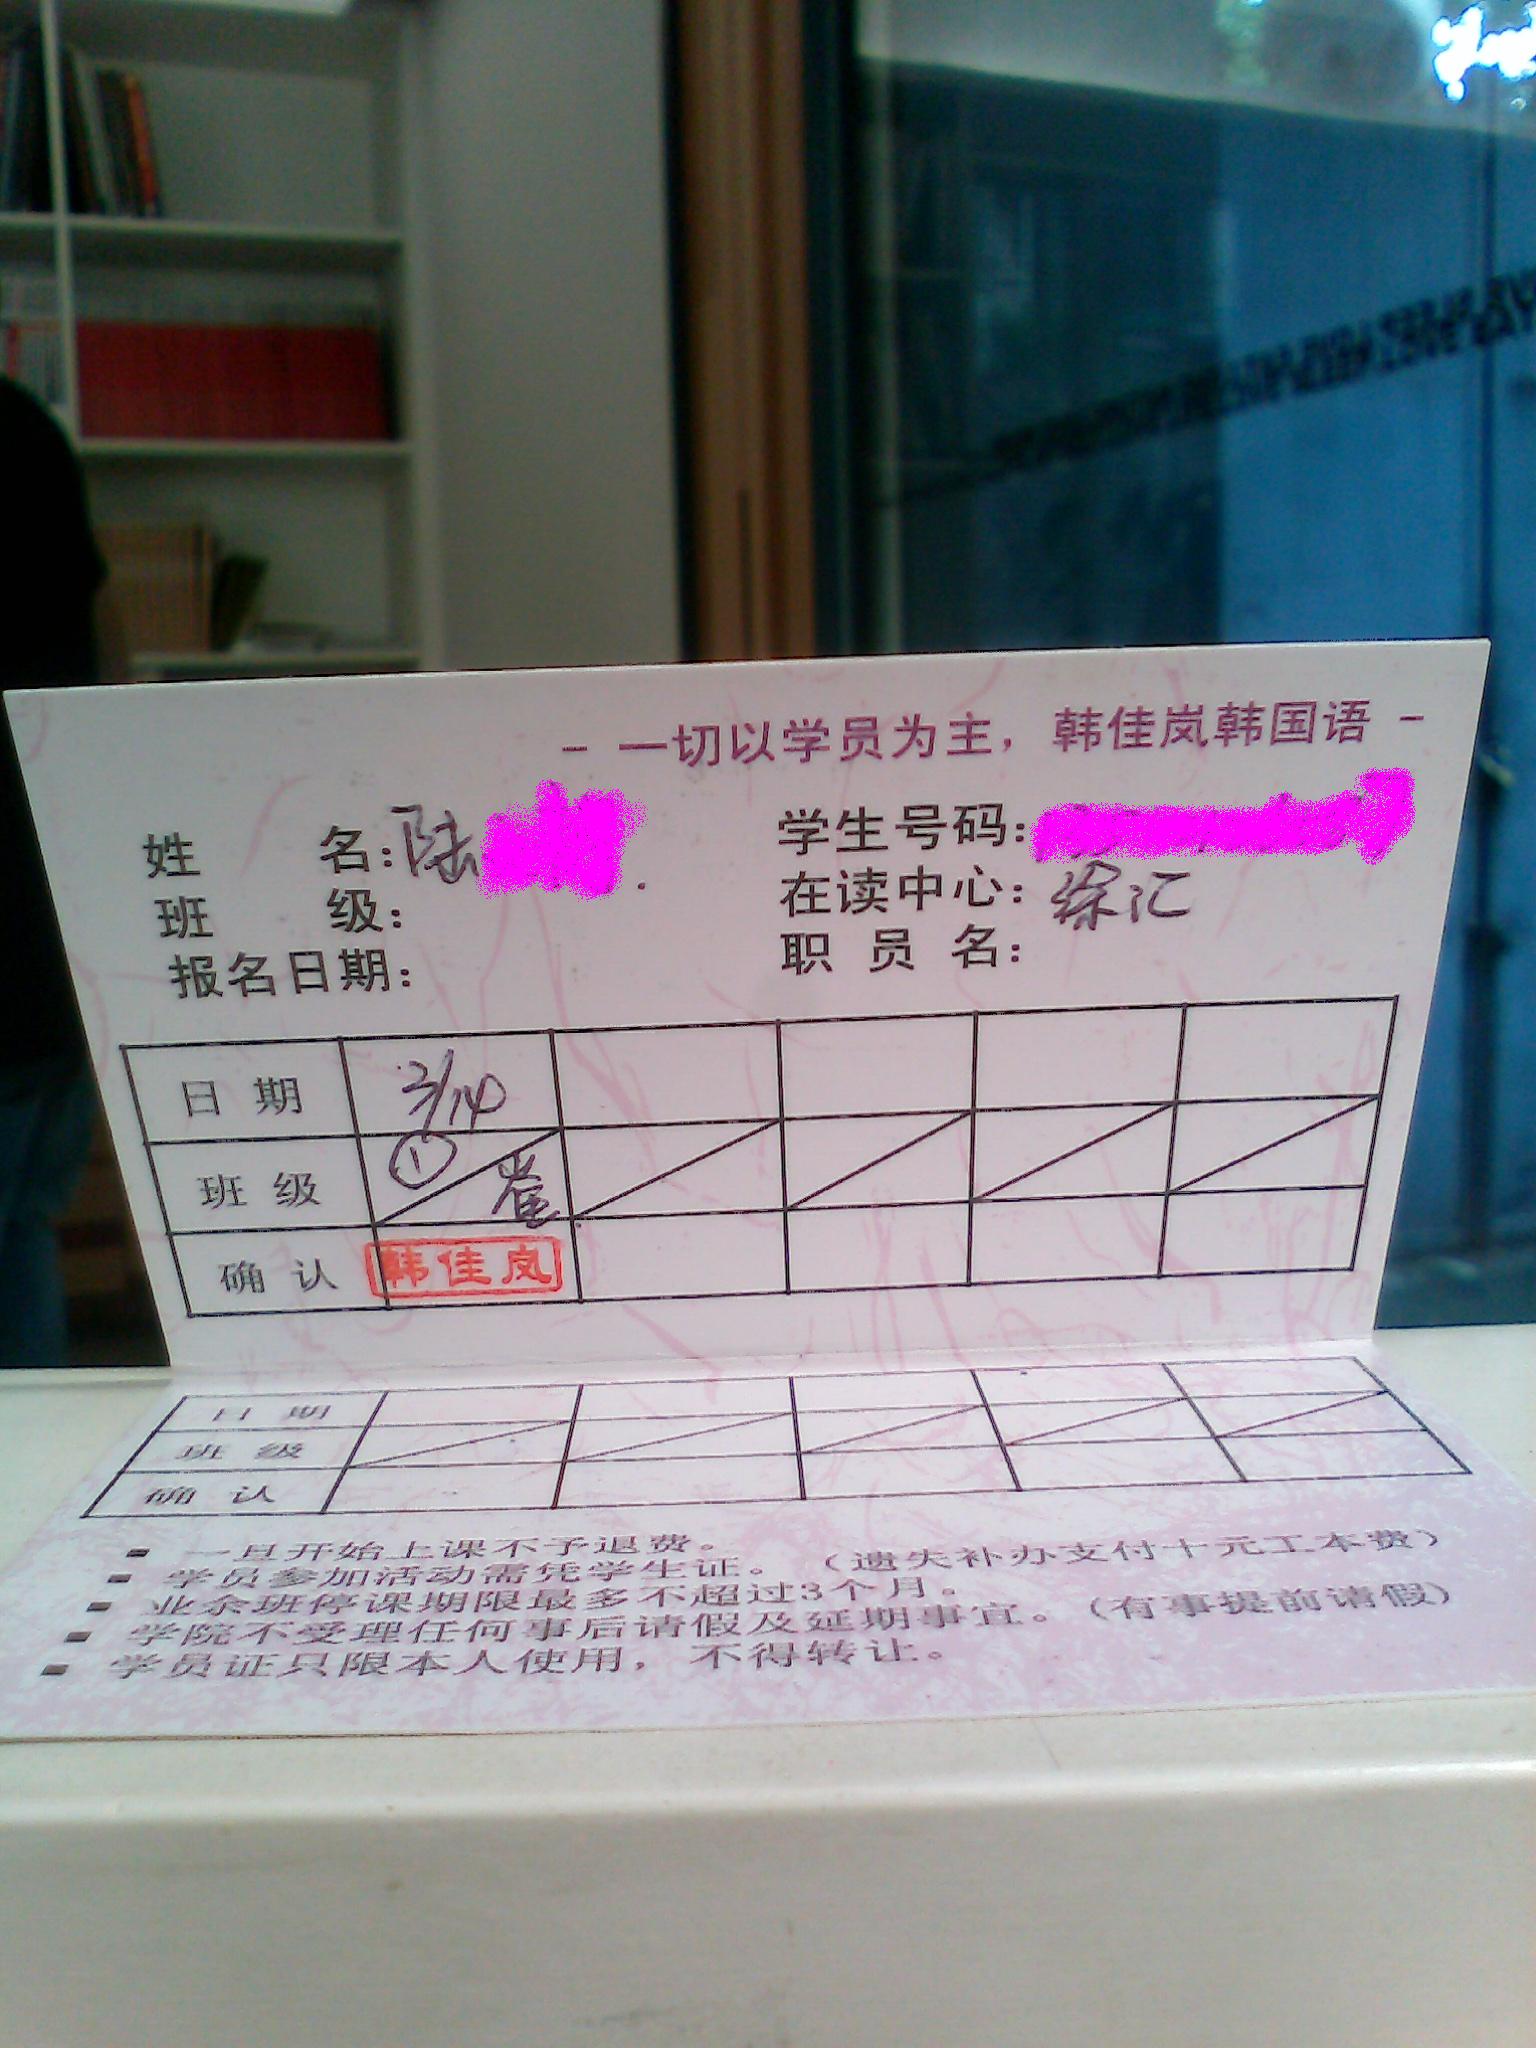 - 一切以学员为主，韩佳岚韩国语 -
姓 名：陆
学生号码：
班 级：
在读中心：徐汇
报名日期：
职 员 名：
日 期 2/14
班 级 ① 崔
确 认 韩佳岚
日 期
班 级
确 认
一旦开始上课不予退费。
学员参加活动需凭学生证。（遗失补办支付十元工本费）
业余班停课期限最多不超过3个月。
学院不受理任何事后请假及延期事宜。（有事提前请假）
学员证只限本人使用，不得转让。